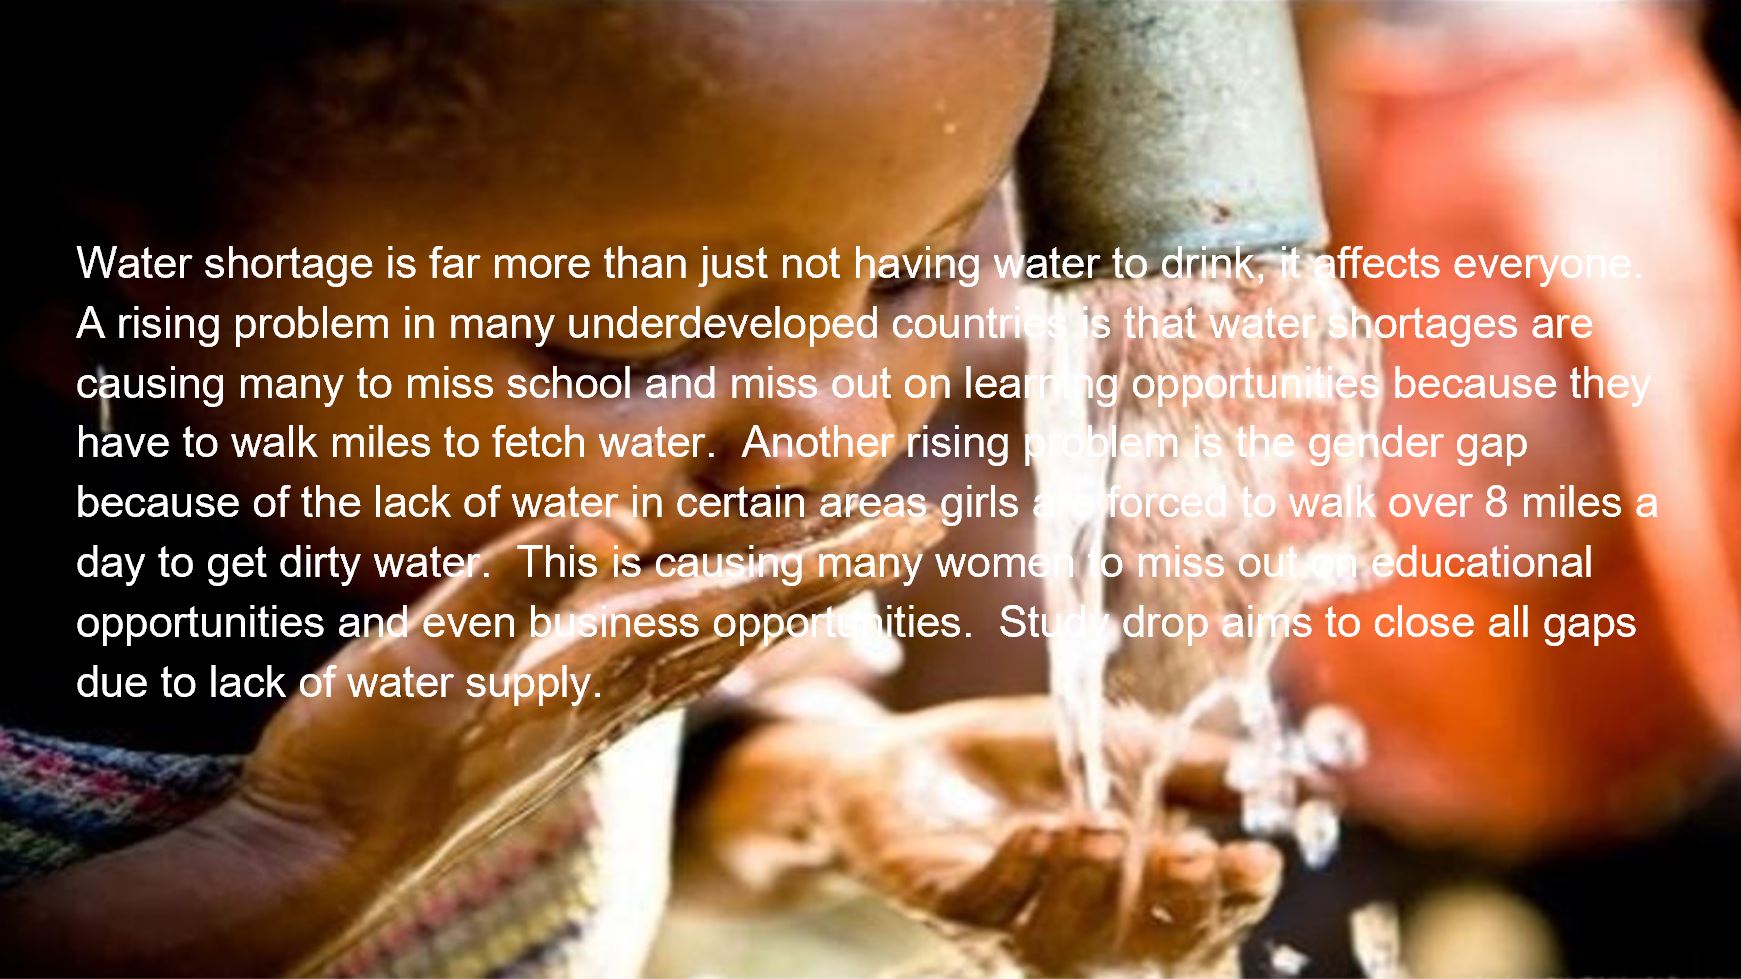 Water shortage is far more than just not having water to drink, it affects everyone.
A rising problem in many underdeveloped countries is that water shortages are
causing many to miss school and miss out on learning opportunities because they
have to walk miles to fetch water.  Another rising problem is the gender gap
because of the lack of water in certain areas girls are forced to walk over 8 miles a
day to get dirty water.  This is causing many women to miss out on educational
opportunities and even business opportunities.  Study drop aims to close all gaps
due to lack of water supply.